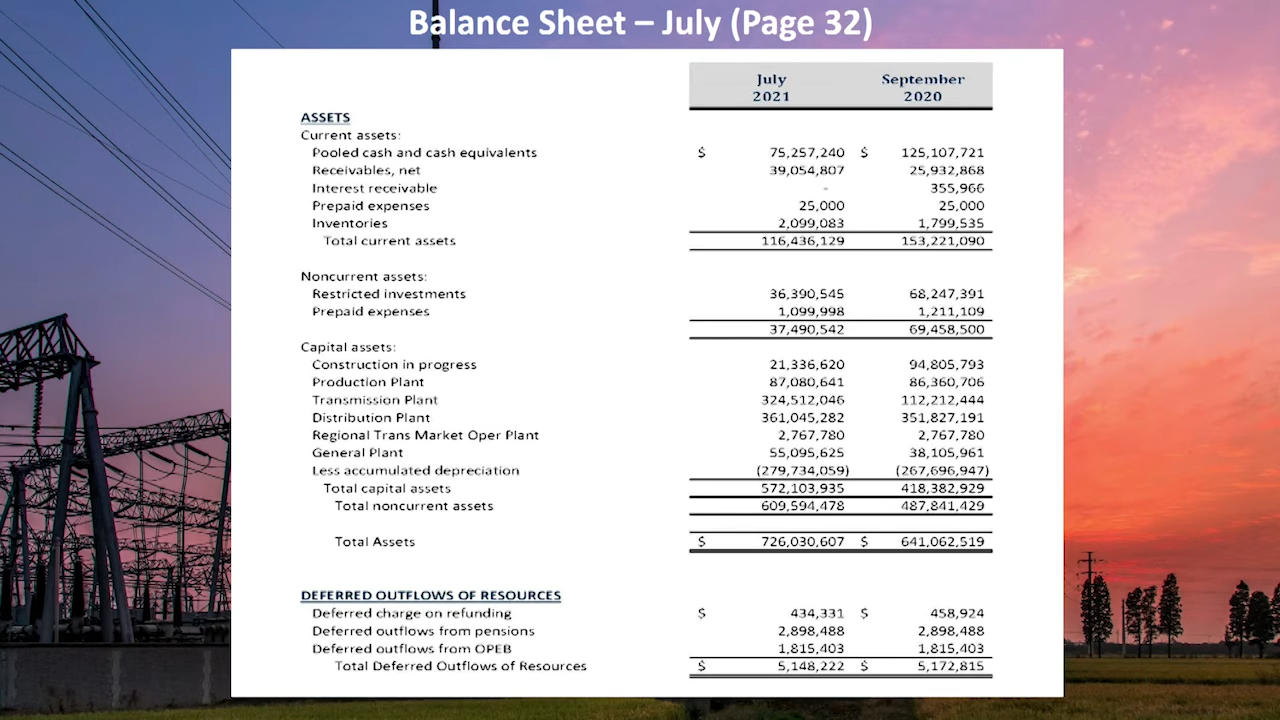 Balance Sheet – July (Page 32)
July September
2021 2020
ASSETS
Current assets:
Pooled cash and cash equivalents $ 75,257,240 $ 125,107,721
Receivables, net 39,054,807 25,932,868
Interest receivable - 355,966
Prepaid expenses 25,000 25,000
Inventories 2,099,083 1,799,535
Total current assets 116,436,129 153,221,090
Noncurrent assets:
Restricted investments 36,390,545 68,247,391
Prepaid expenses 1,099,998 1,211,109
37,490,542 69,458,500
Capital assets:
Construction in progress 21,336,620 94,805,793
Production Plant 87,080,641 86,360,706
Transmission Plant 324,512,046 112,212,444
Distribution Plant 361,045,282 351,827,191
Regional Trans Market Oper Plant 2,767,780 2,767,780
General Plant 55,095,625 38,105,961
Less accumulated depreciation (279,734,059) (267,696,947)
Total capital assets 572,103,935 418,382,929
Total noncurrent assets 609,594,478 487,841,429
Total Assets $ 726,030,607 $ 641,062,519
DEFERRED OUTFLOWS OF RESOURCES
Deferred charge on refunding $ 434,331 $ 458,924
Deferred outflows from pensions 2,898,488 2,898,488
Deferred outflows from OPEB 1,815,403 1,815,403
Total Deferred Outflows of Resources $ 5,148,222 $ 5,172,815